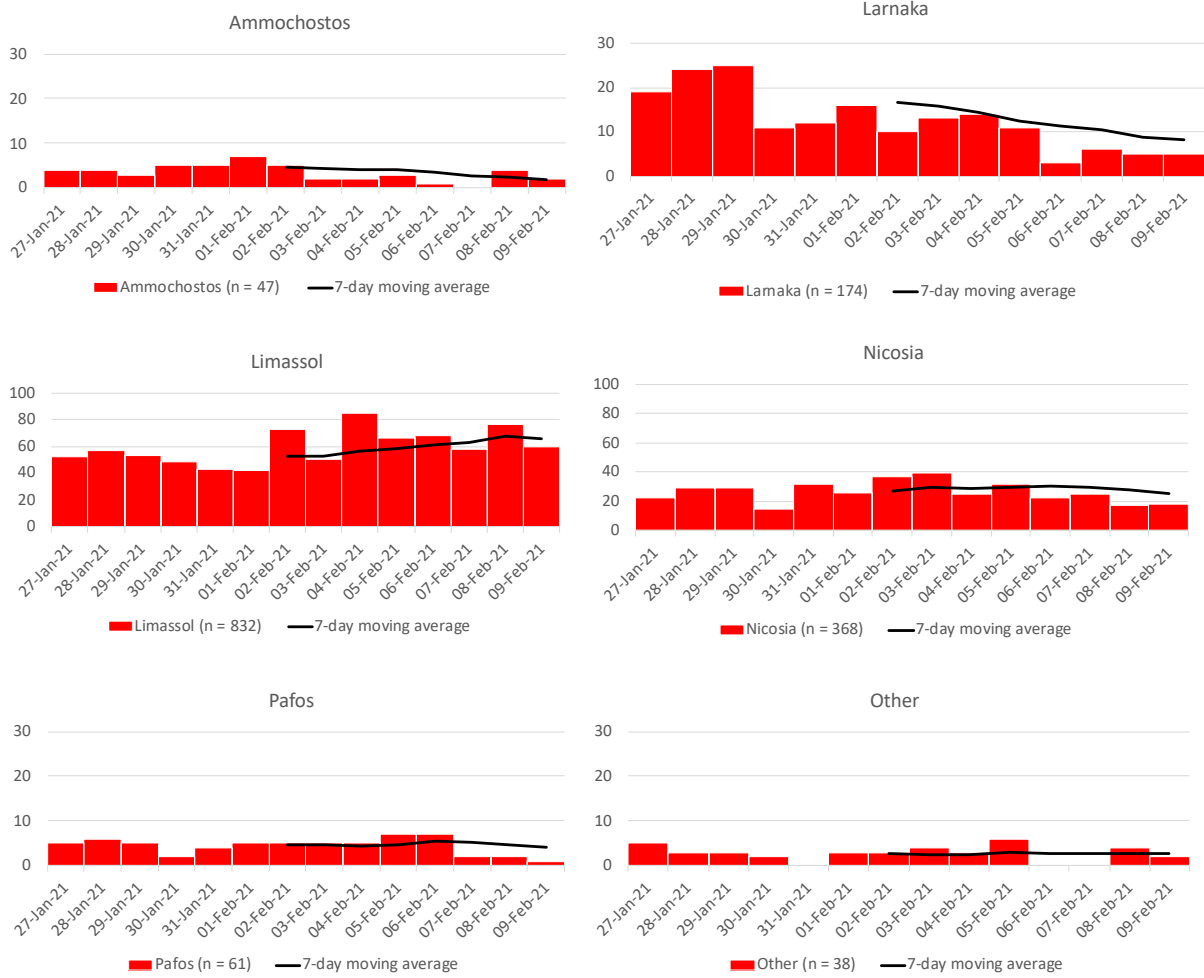 Ammochostos
30
20
10
0
27-Jan-21
28-Jan-21
29-Jan-21
30-Jan-21
31-Jan-21
01-Feb-21
02-Feb-21
03-Feb-21
04-Feb-21
05-Feb-21
06-Feb-21
07-Feb-21
08-Feb-21
09-Feb-21
Ammochostos (n = 47) 7-day moving average
Larnaka
30
20
10
0
27-Jan-21
28-Jan-21
29-Jan-21
30-Jan-21
31-Jan-21
01-Feb-21
02-Feb-21
03-Feb-21
04-Feb-21
05-Feb-21
06-Feb-21
07-Feb-21
08-Feb-21
09-Feb-21
Larnaka (n = 174) 7-day moving average
Limassol
100
80
60
40
20
0
27-Jan-21
28-Jan-21
29-Jan-21
30-Jan-21
31-Jan-21
01-Feb-21
02-Feb-21
03-Feb-21
04-Feb-21
05-Feb-21
06-Feb-21
07-Feb-21
08-Feb-21
09-Feb-21
Limassol (n = 832) 7-day moving average
Nicosia
100
80
60
40
20
0
27-Jan-21
28-Jan-21
29-Jan-21
30-Jan-21
31-Jan-21
01-Feb-21
02-Feb-21
03-Feb-21
04-Feb-21
05-Feb-21
06-Feb-21
07-Feb-21
08-Feb-21
09-Feb-21
Nicosia (n = 368) 7-day moving average
Pafos
30
20
10
0
27-Jan-21
28-Jan-21
29-Jan-21
30-Jan-21
31-Jan-21
01-Feb-21
02-Feb-21
03-Feb-21
04-Feb-21
05-Feb-21
06-Feb-21
07-Feb-21
08-Feb-21
09-Feb-21
Pafos (n = 61) 7-day moving average
Other
30
20
10
0
27-Jan-21
28-Jan-21
29-Jan-21
30-Jan-21
31-Jan-21
01-Feb-21
02-Feb-21
03-Feb-21
04-Feb-21
05-Feb-21
06-Feb-21
07-Feb-21
08-Feb-21
09-Feb-21
Other (n = 38) 7-day moving average